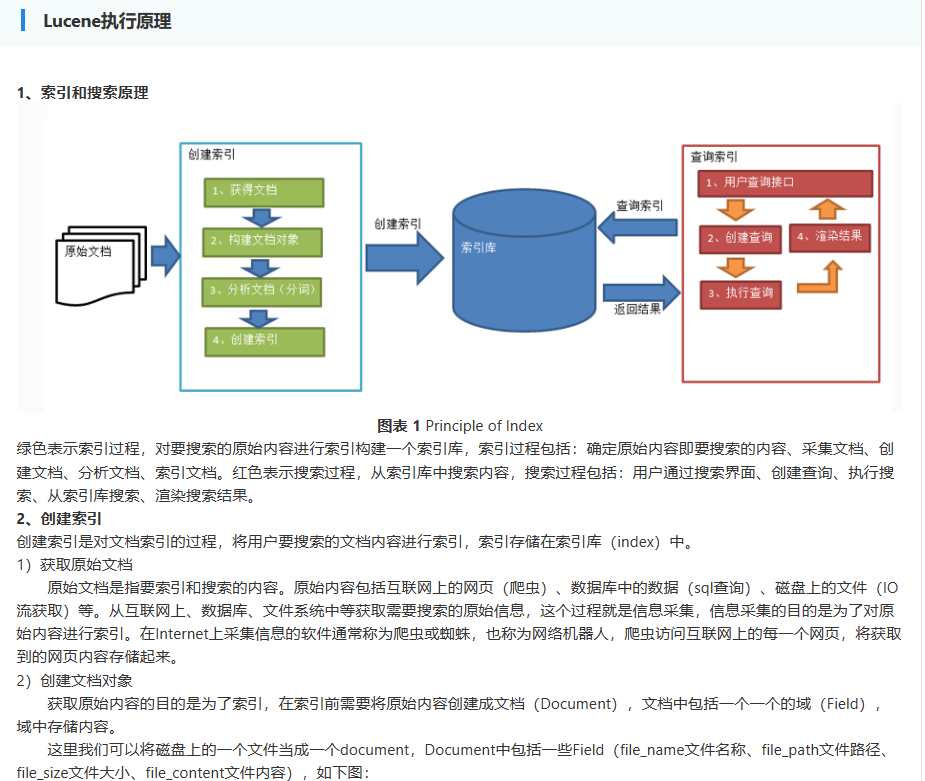 Lucene执行原理
1、索引和搜索原理
创建索引
1、获得文档
2、构建文档对象
3、分析文档（分词）
4、创建索引
原始文档
创建索引
索引库
查询索引
返回结果
查询索引
1、用户查询接口
2、创建查询
4、渲染结果
3、执行查询
图表 1 Principle of Index
绿色表示索引过程，对要搜索的原始内容进行索引构建一个索引库，索引过程包括：确定原始内容即要搜索的内容、采集文档、创
建文档、分析文档、索引文档。红色表示搜索过程，从索引库中搜索内容，搜索过程包括：用户通过搜索界面、创建查询、执行搜
索、从索引库搜索、渲染搜索结果。
2、创建索引
创建索引是对文档索引的过程，将用户要搜索的文档内容进行索引，索引存储在索引库（index）中。
1）获取原始文档
原始文档是指要索引和搜索的内容。原始内容包括互联网上的网页（爬虫）、数据库中的数据（sql查询）、磁盘上的文件（IO
流获取）等。从互联网上、数据库、文件系统中等获取需要搜索的原始信息，这个过程就是信息采集，信息采集的目的是为了对原
始内容进行索引。在Internet上采集信息的软件通常称为爬虫或蜘蛛，也称为网络机器人，爬虫访问互联网上的每一个网页，将获取
到的网页内容存储起来。
2）创建文档对象
获取原始内容的目的是为了索引，在索引前需要将原始内容创建成文档（Document），文档中包括一个一个的域（Field），
域中存储内容。
这里我们可以将磁盘上的一个文件当成一个document，Document中包括一些Field（file_name文件名称、file_path文件路径、
file_size文件大小、file_content文件内容），如下图：